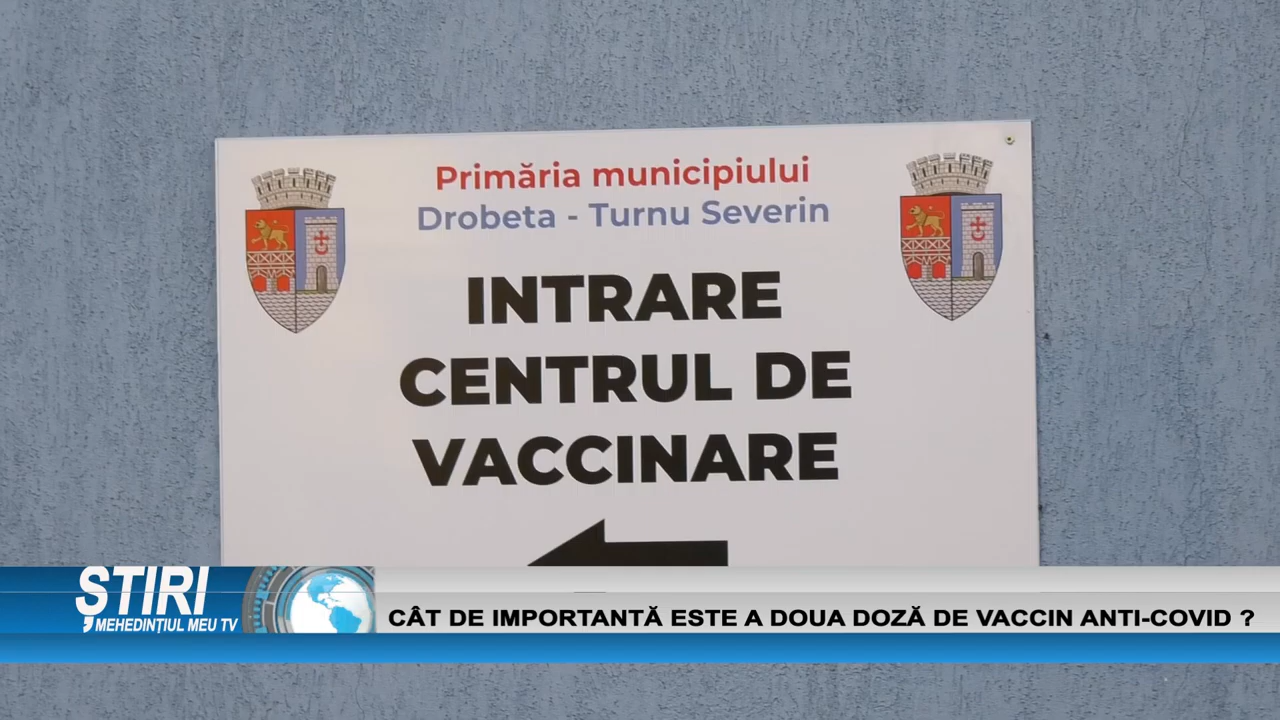 Primăria municipiului
Drobeta - Turnu Severin
INTRARE
CENTRUL DE
VACCINARE
ȘTIRI
MEHEDINȚIUL MEU TV
CÂT DE IMPORTANTĂ ESTE A DOUA DOZĂ DE VACCIN ANTI-COVID ?